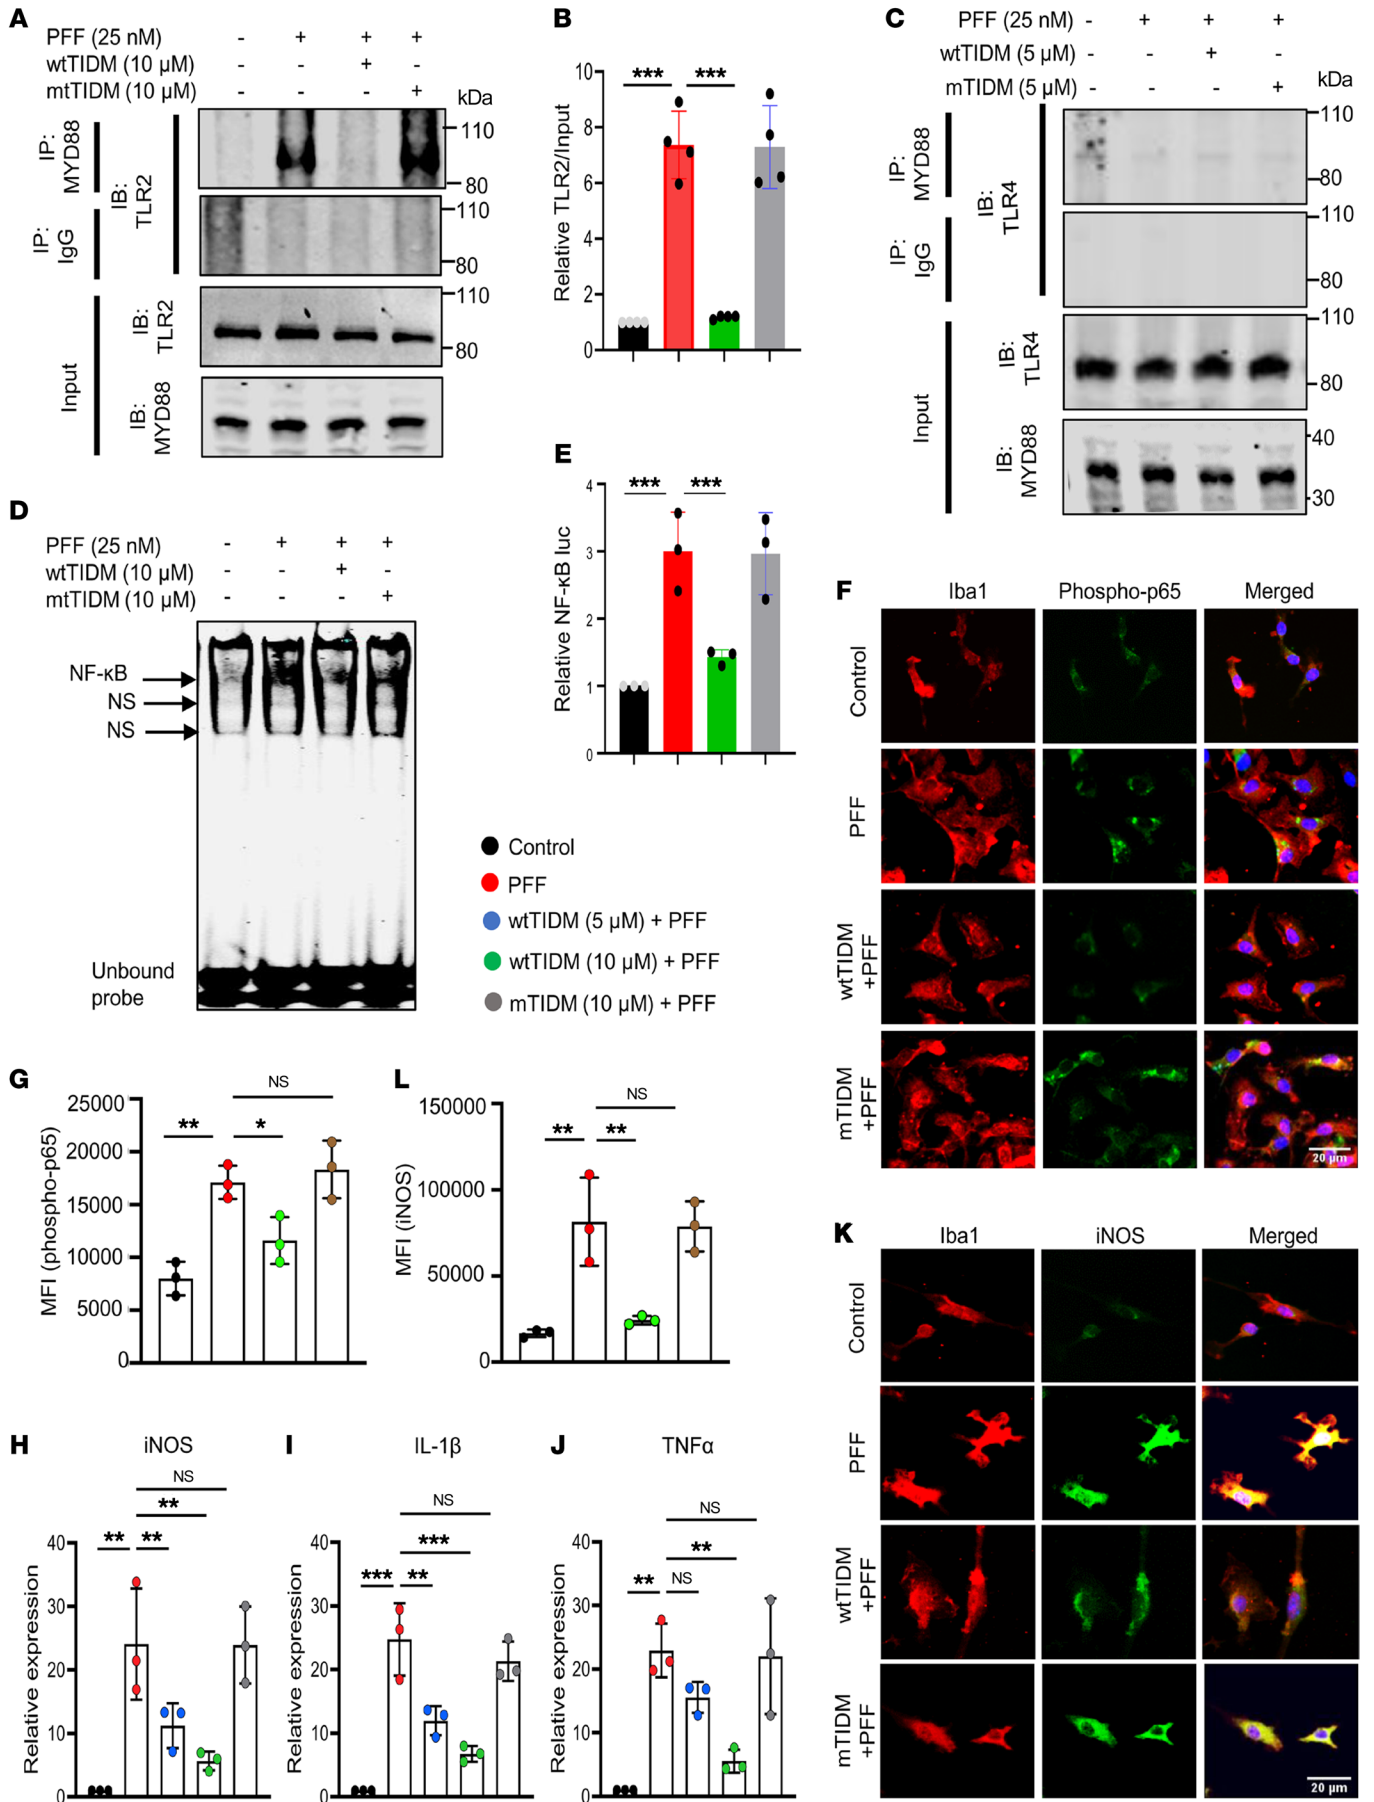 A
PFF (25 nM) - + + +
wtTIDM (10 µM) - - + -
mtTIDM (10 µM) - - - +
kDa
IP: MYD88
IB: TLR2
110
80
IP: IgG
110
80
Input
IB: TLR2
110
80
IB: MYD88
B
*** ***
Relative TLR2/Input
10
8
6
4
2
0
C
PFF (25 nM) - + + +
wtTIDM (5 µM) - - + -
mTIDM (5 µM) - - - +
kDa
IP: MYD88
IB: TLR4
110
80
IP: IgG
110
80
Input
IB: TLR4
110
80
IB: MYD88
40
30
D
PFF (25 nM) - + + +
wtTIDM (10 µM) - - + -
mtTIDM (10 µM) - - - +
NF-κB
NS
NS
Unbound
probe
E
*** ***
Relative NF-κB luc
4
3
2
1
0
Control
PFF
wtTIDM (5 µM) + PFF
wtTIDM (10 µM) + PFF
mTIDM (10 µM) + PFF
F
Iba1 Phospho-p65 Merged
Control
PFF
wtTIDM +PFF
mTIDM +PFF
20 µm
G
NS
** *
MFI (phospho-p65)
25000
20000
15000
10000
5000
0
L
NS
** **
MFI (iNOS)
150000
100000
50000
0
K
Iba1 iNOS Merged
Control
PFF
wtTIDM +PFF
mTIDM +PFF
20 µm
H
iNOS
NS
**
** **
Relative expression
40
30
20
10
0
I
IL-1β
NS
***
*** **
Relative expression
40
30
20
10
0
J
TNFα
NS
**
** NS
Relative expression
40
30
20
10
0